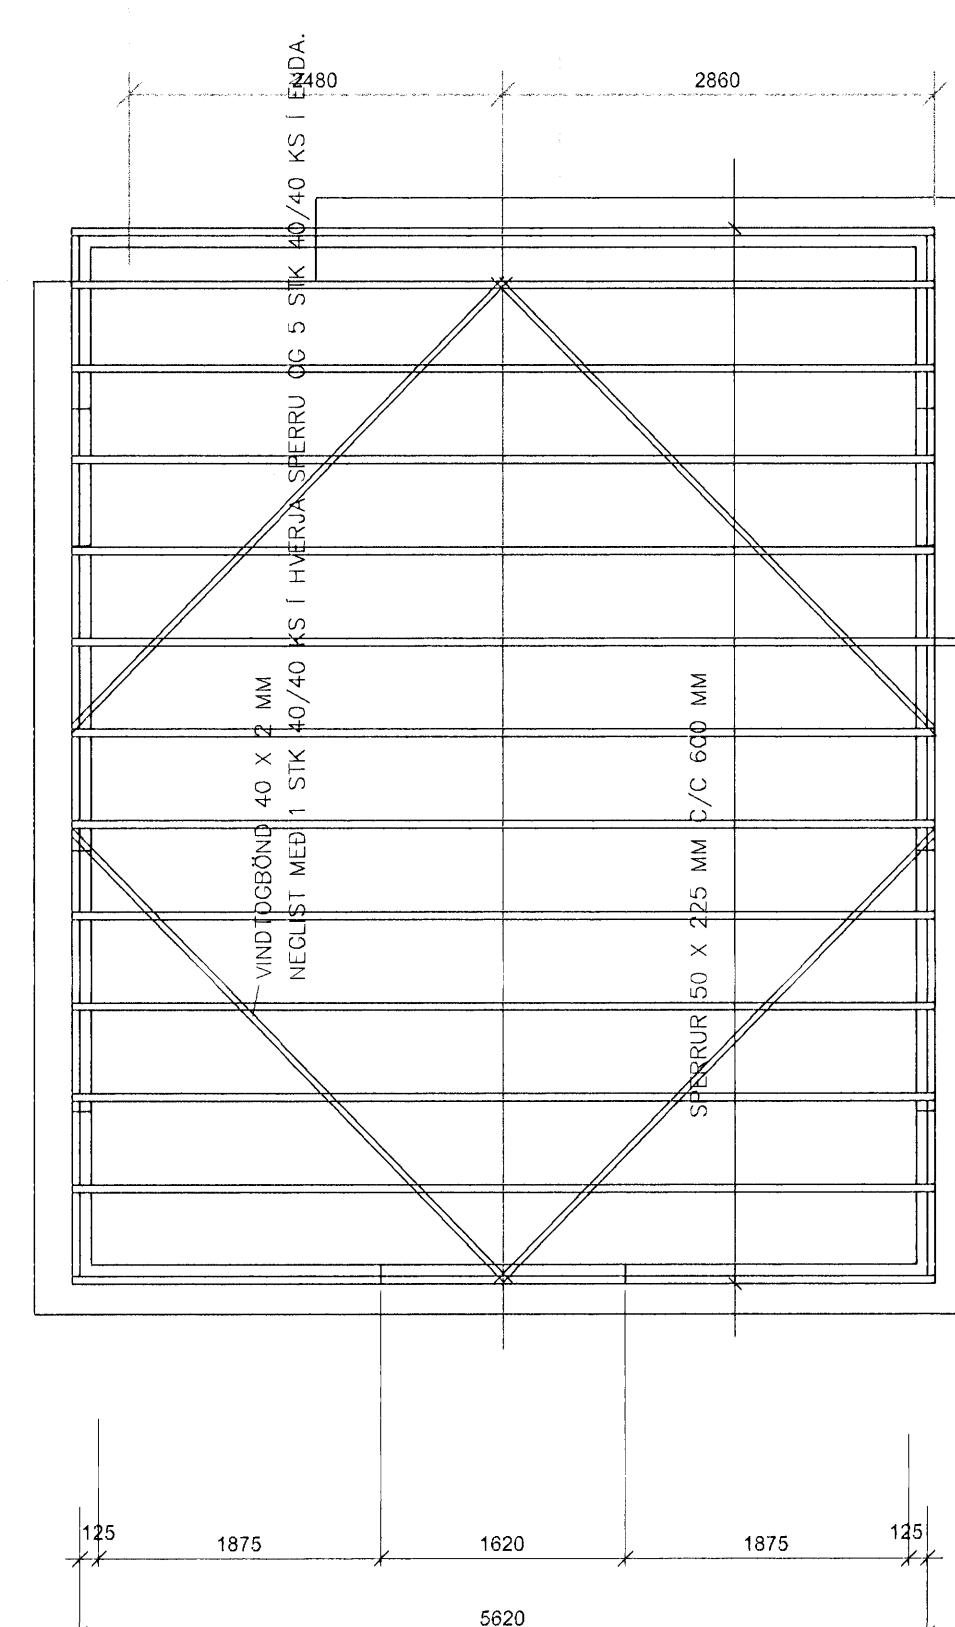 2480
2860
VINDTOGBÖND 40 X 2 MM
NEGLIST MEÐ 1 STK 40/40 KS Í HVERJA SPERRU OG 5 STK 40/40 KS Í ENDA.
SPERRUR 50 X 225 MM C/C 600 MM
125
1875
1620
1875
125
5620